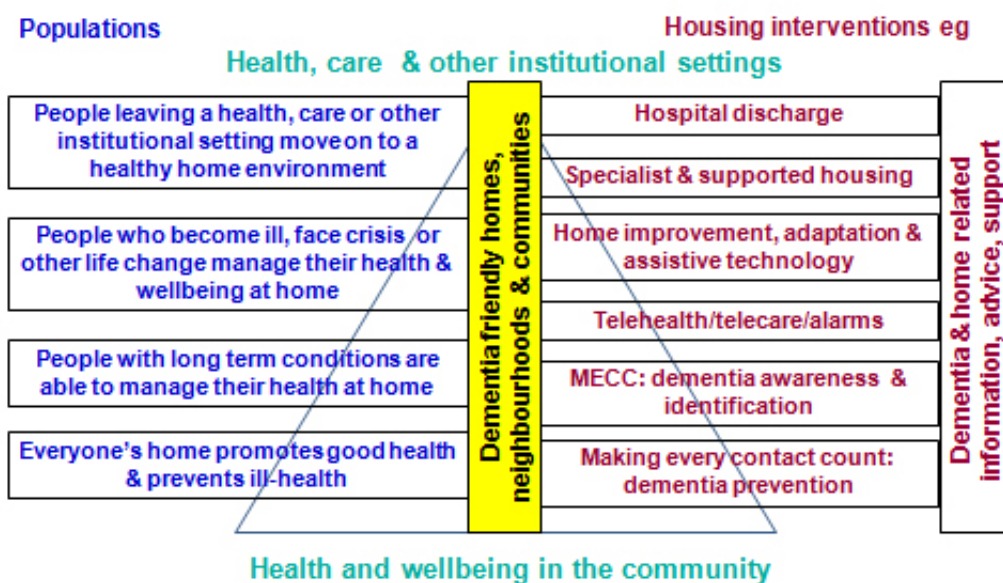 Populations
Housing interventions eg
Health, care & other institutional settings
People leaving a health, care or other
institutional setting move on to a
healthy home environment
People who become ill, face crisis or
other life change manage their health &
wellbeing at home
People with long term conditions are
able to manage their health at home
Everyone's home promotes good health
& prevents ill-health
Dementia friendly homes,
neighbourhoods & communities
Hospital discharge
Specialist & supported housing
Home improvement, adaptation &
assistive technology
Telehealth/telecare/alarms
MECC: dementia awareness &
identification
Making every contact count:
dementia prevention
Dementia & home related
information, advice, support
Health and wellbeing in the community